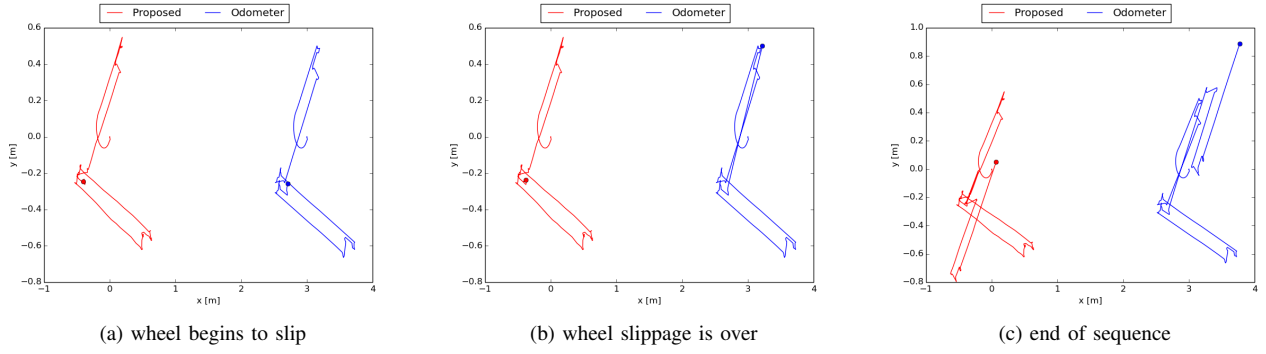 Proposed Odometer
0.6
0.4
0.2
0.0
−0.2
−0.4
−0.6
−0.8
y [m]
−1 0 1 2 3 4
x [m]
(a) wheel begins to slip
Proposed Odometer
0.6
0.4
0.2
0.0
−0.2
−0.4
−0.6
−0.8
y [m]
−1 0 1 2 3 4
x [m]
(b) wheel slippage is over
Proposed Odometer
1.0
0.8
0.6
0.4
0.2
0.0
−0.2
−0.4
−0.6
−0.8
y [m]
−1 0 1 2 3 4
x [m]
(c) end of sequence